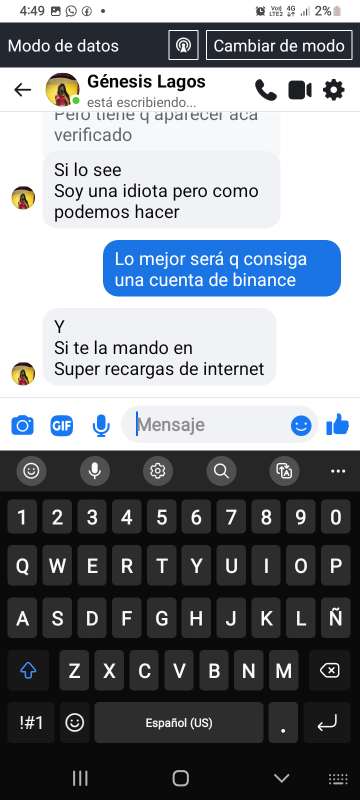 4:49
Vo))
LTE2
4G
2%
Modo de datos
Cambiar de modo
Génesis Lagos
está escribiendo...
Pero tiene q aparecer aca
verificado
Si lo see
Soy una idiota pero como
podemos hacer
Lo mejor será q consiga
una cuenta de binance
Y
Si te la mando en
Super recargas de internet
GIF
Mensaje
1 2 3 4 5 6 7 8 9 0
Q W E R T Y U I O P
A S D F G H J K L Ñ
Z X C V B N M
!#1
Español (US)
.